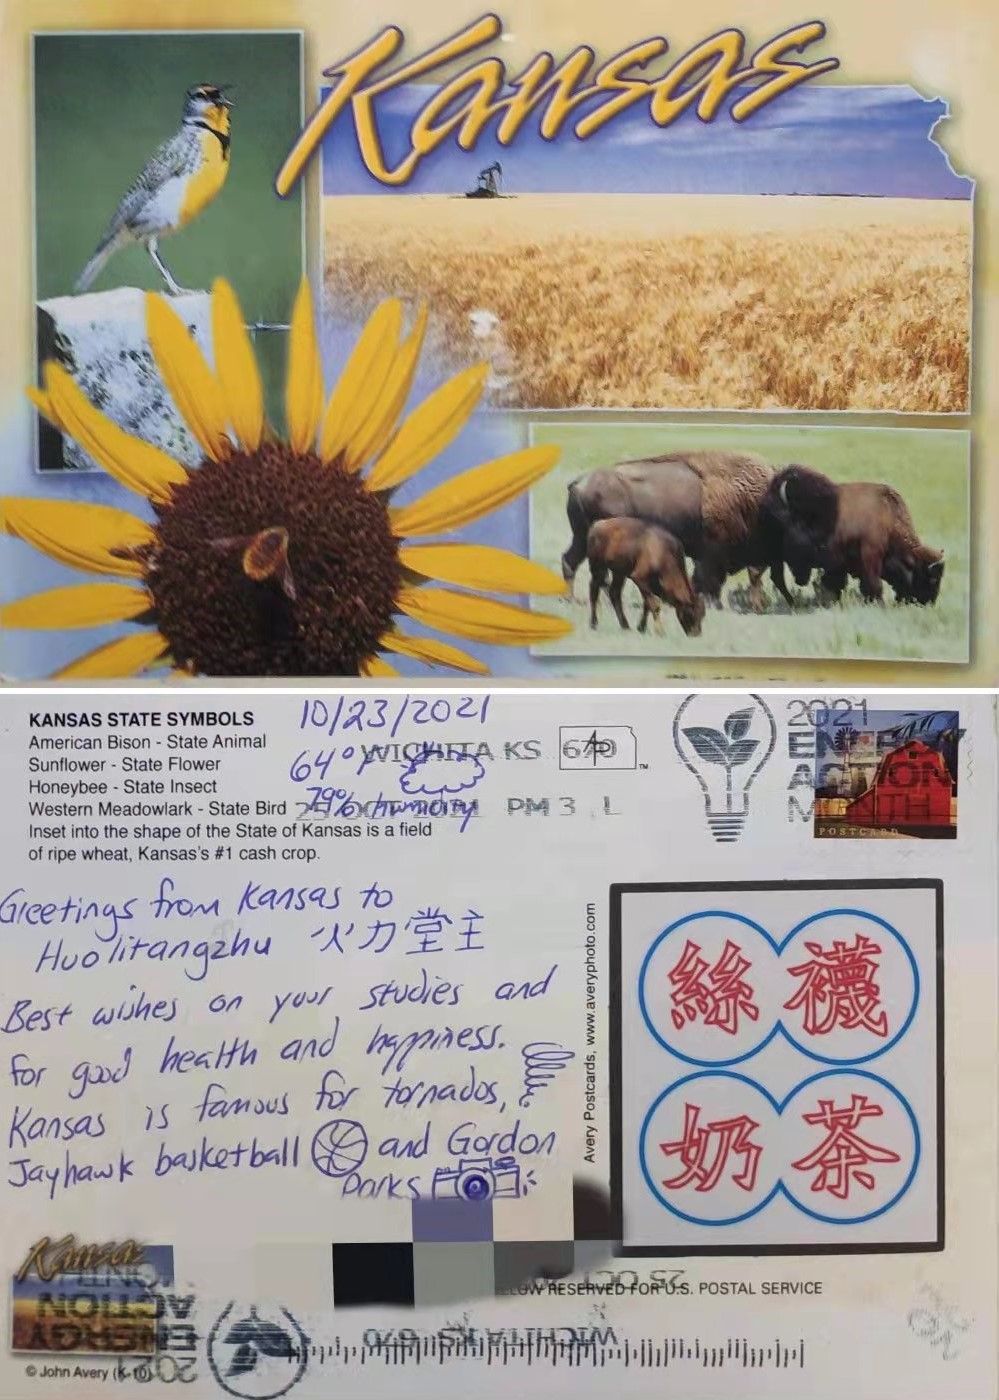 Kansas
KANSAS STATE SYMBOLS
American Bison - State Animal
Sunflower - State Flower
Honeybee - State Insect
Western Meadowlark - State Bird
Inset into the shape of the State of Kansas is a field
of ripe wheat, Kansas's #1 cash crop.
10/23/2021
64°F
79% humidity
WICHITA KS 670
25 OCT 2021 PM 3 L
2021
ENERGY
ACTION
MONTH
POSTCARD
Greetings from Kansas to
Huolitangzhu 火力堂主
Best wishes on your studies and
for good health and happiness.
Kansas is famous for tornados,
Jayhawk basketball and Gordon
Parks
Avery Postcards, www.averyphoto.com
絲襪
奶茶
Kansas
© John Avery (K-10)
25 OCT
LOW RESERVED FOR U.S. POSTAL SERVICE
WICHITA KS 670
2021
ENERGY
ACTION
MONTH